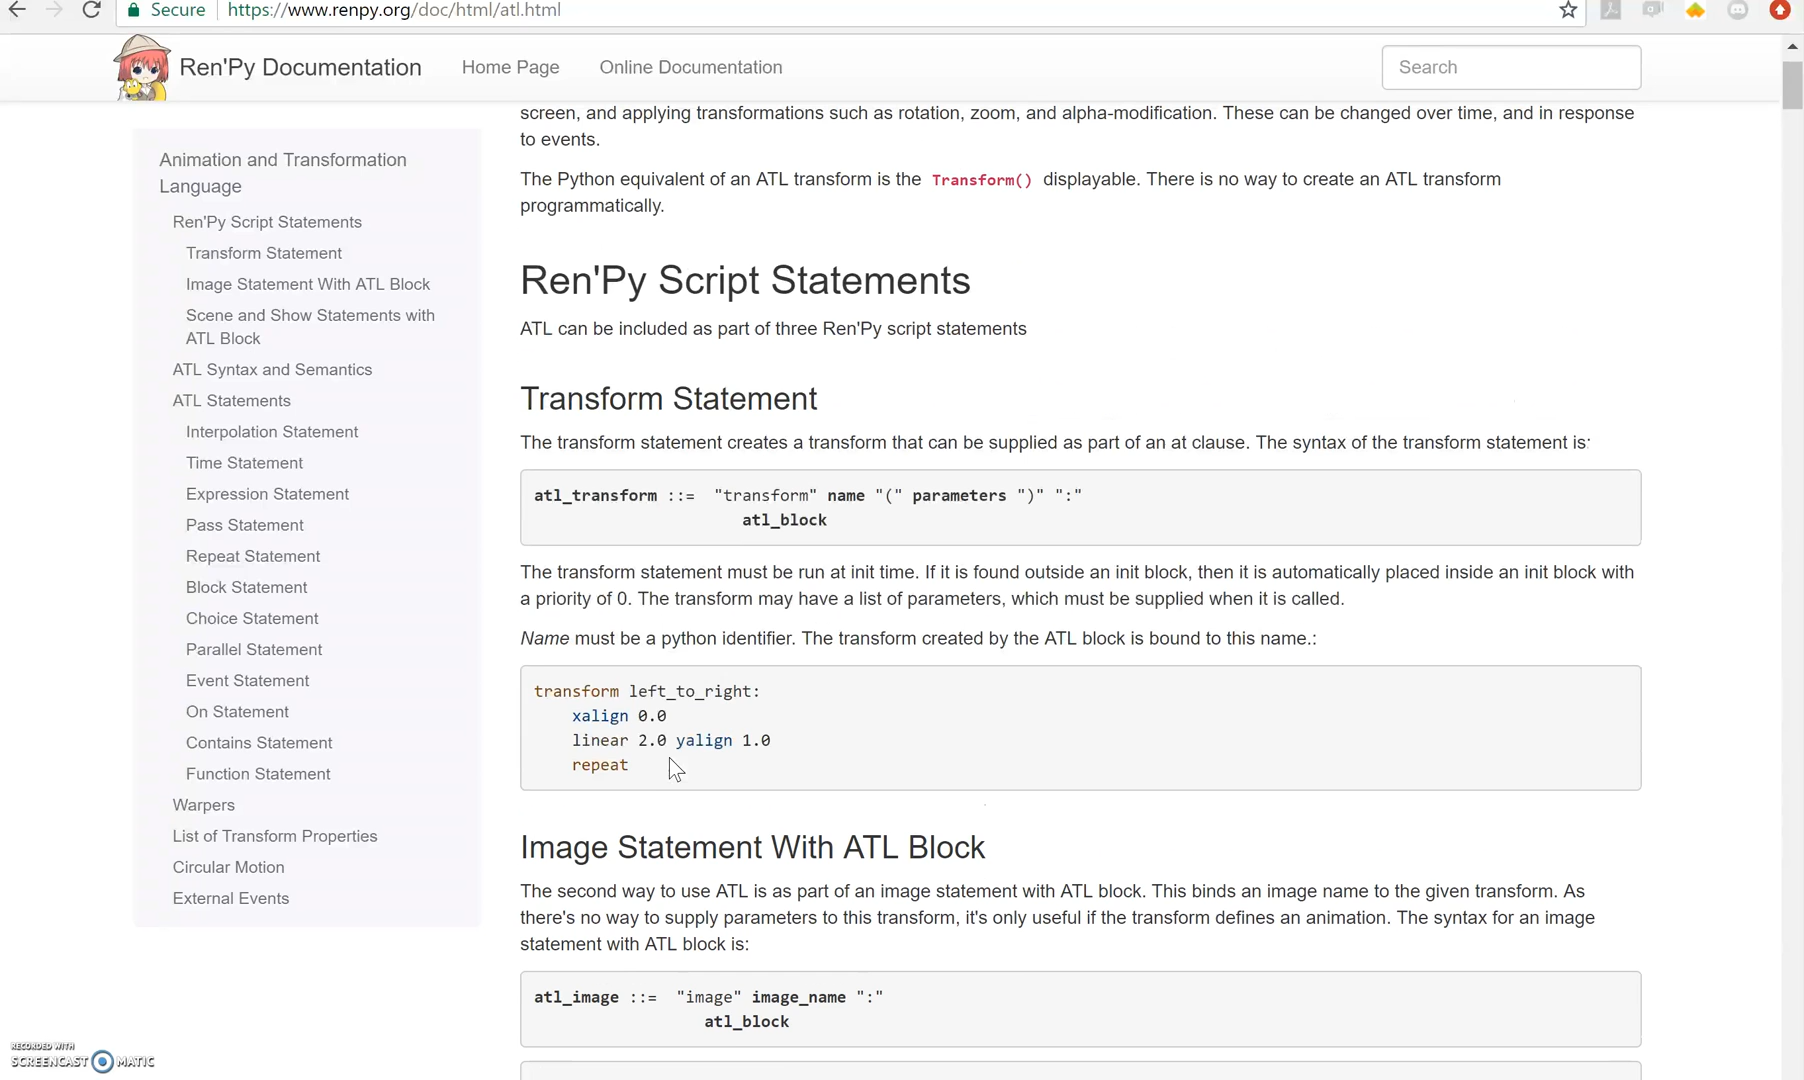 Secure https://www.renpy.org/doc/html/atl.html
Ren'Py Documentation Home Page Online Documentation Search
Animation and Transformation
Language
Ren'Py Script Statements
Transform Statement
Image Statement With ATL Block
Scene and Show Statements with
ATL Block
ATL Syntax and Semantics
ATL Statements
Interpolation Statement
Time Statement
Expression Statement
Pass Statement
Repeat Statement
Block Statement
Choice Statement
Parallel Statement
Event Statement
On Statement
Contains Statement
Function Statement
Warpers
List of Transform Properties
Circular Motion
External Events
screen, and applying transformations such as rotation, zoom, and alpha-modification. These can be changed over time, and in response
to events.
The Python equivalent of an ATL transform is the Transform() displayable. There is no way to create an ATL transform
programmatically.
Ren'Py Script Statements
ATL can be included as part of three Ren'Py script statements
Transform Statement
The transform statement creates a transform that can be supplied as part of an at clause. The syntax of the transform statement is:
atl_transform ::= "transform" name "(" parameters ")" ":"
atl_block
The transform statement must be run at init time. If it is found outside an init block, then it is automatically placed inside an init block with
a priority of 0. The transform may have a list of parameters, which must be supplied when it is called.
Name must be a python identifier. The transform created by the ATL block is bound to this name.:
transform left_to_right:
xalign 0.0
linear 2.0 yalign 1.0
repeat
Image Statement With ATL Block
The second way to use ATL is as part of an image statement with ATL block. This binds an image name to the given transform. As
there's no way to supply parameters to this transform, it's only useful if the transform defines an animation. The syntax for an image
statement with ATL block is:
atl_image ::= "image" image_name ":"
atl_block
RECORDED WITH
SCREENCAST MATIC